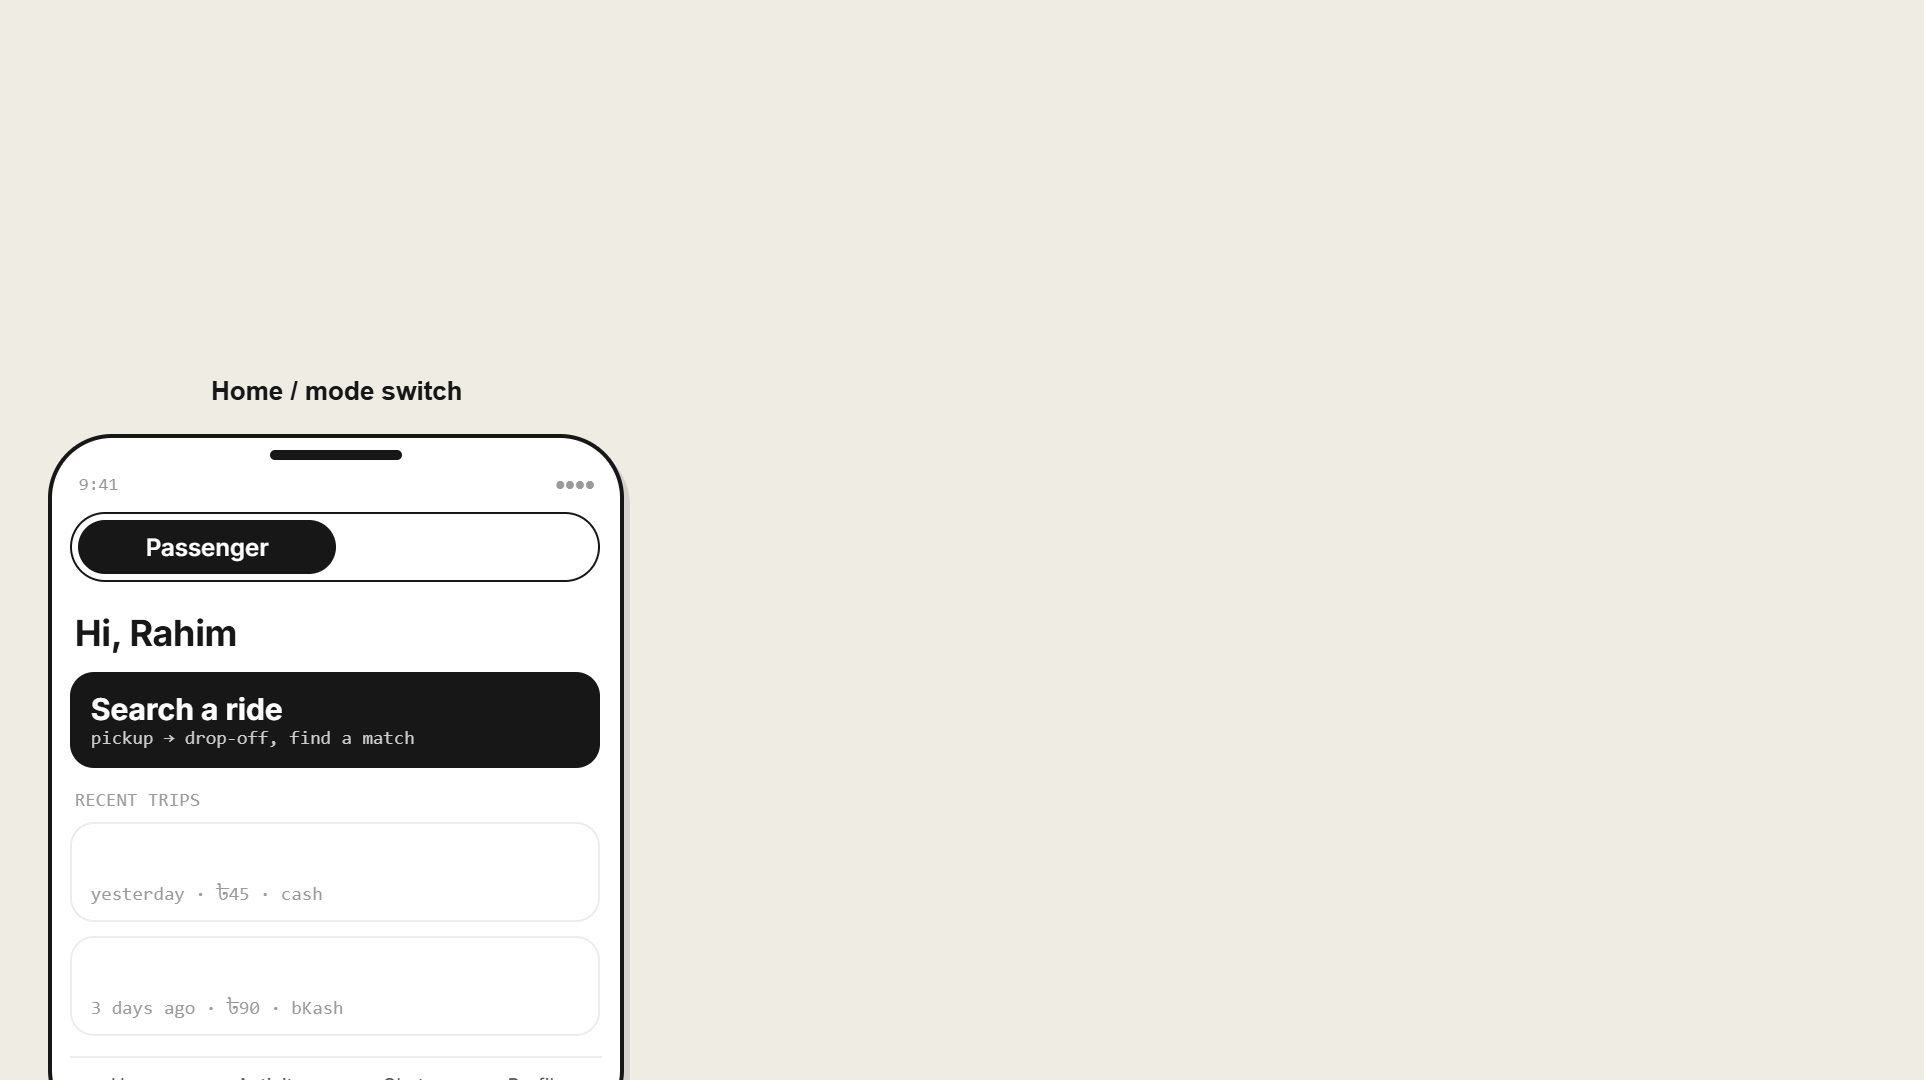 Home / mode switch
9:41
Passenger
Hi, Rahim
Search a ride
pickup → drop-off, find a match
RECENT TRIPS
yesterday · ৳45 · cash
3 days ago · ৳90 · bKash